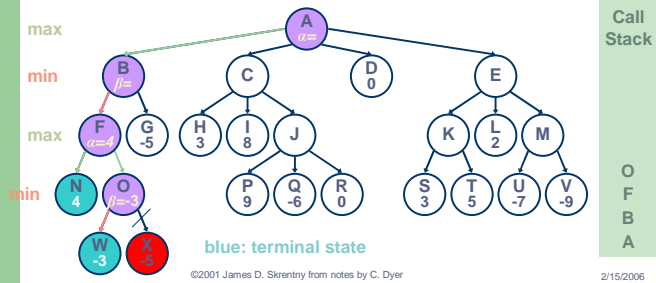 max
A
α=
Call
Stack
min
B
β=
C
D
0
E
max
F
α=4
G
-5
H
3
I
8
J
K
L
2
M
min
N
4
O
β=-3
P
9
Q
-6
R
0
S
3
T
5
U
-7
V
-9
O
F
B
A
W
-3
X
-5
blue: terminal state
©2001 James D. Skrentny from notes by C. Dyer
2/15/2006